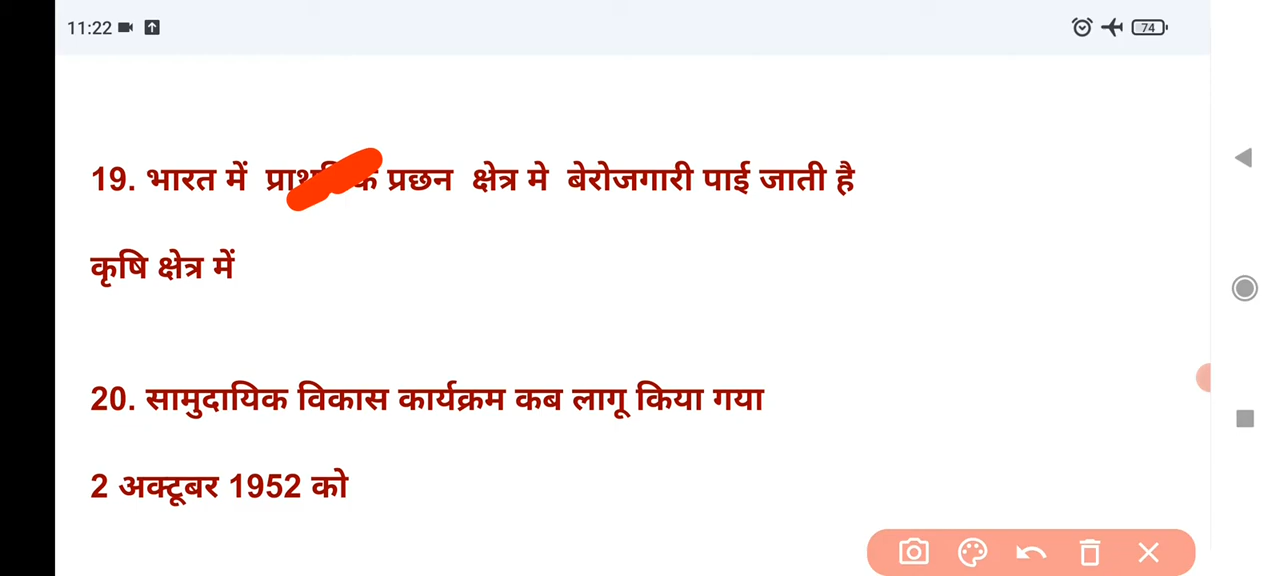 11:22
74
19. भारत में प्रछन क्षेत्र मे बेरोजगारी पाई जाती है
कृषि क्षेत्र में
20. सामुदायिक विकास कार्यक्रम कब लागू किया गया
2 अक्टूबर 1952 को